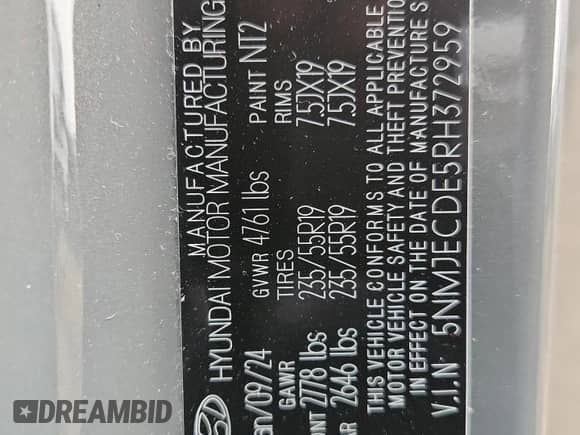 MANUFACTURED BY
HYUNDAI MOTOR MANUFACTURING
09/24 GVWR 4761 lbs PAINT NT2
GAWR TIRES RIMS
2778 lbs 235/55R19 7.5JX19
2646 lbs 235/55R19 7.5JX19
THIS VEHICLE CONFORMS TO ALL APPLICABLE
MOTOR VEHICLE SAFETY AND THEFT PREVENTION
IN EFFECT ON THE DATE OF MANUFACTURE S
V.I.N 5NMJECDE5RH372959
DREAMBID